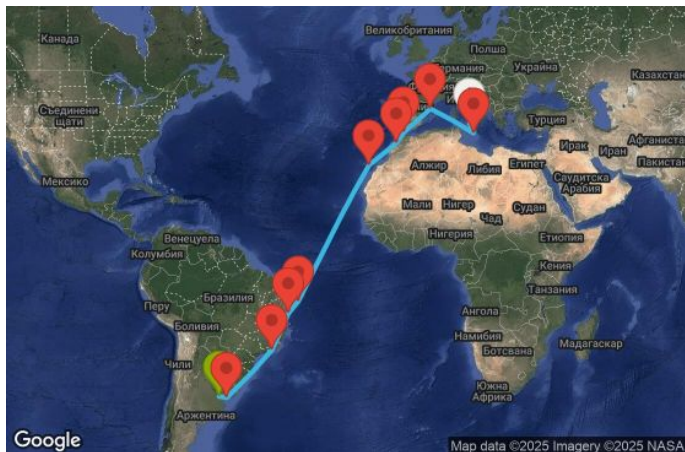 Великобритания
Канада
Полша
Германия
Украйна
Казахстан
Съединени
щати
Турция
Ирак
Афганистан
Иран
Пакистан
Алжир
Либия
Египет
Саудитска
Арабия
Мексико
Мали
Нигер
Чад
Судан
Венецуела
Нигерия
Етиопия
Колумбия
Кения
Перу
Бразилия
Танзания
Боливия
Ангола
Намибия
Мадагаскар
Ботсвана
Чили
Южна
Африка
Аржентина
Google
Map data ©2025 Imagery ©2025 NASA